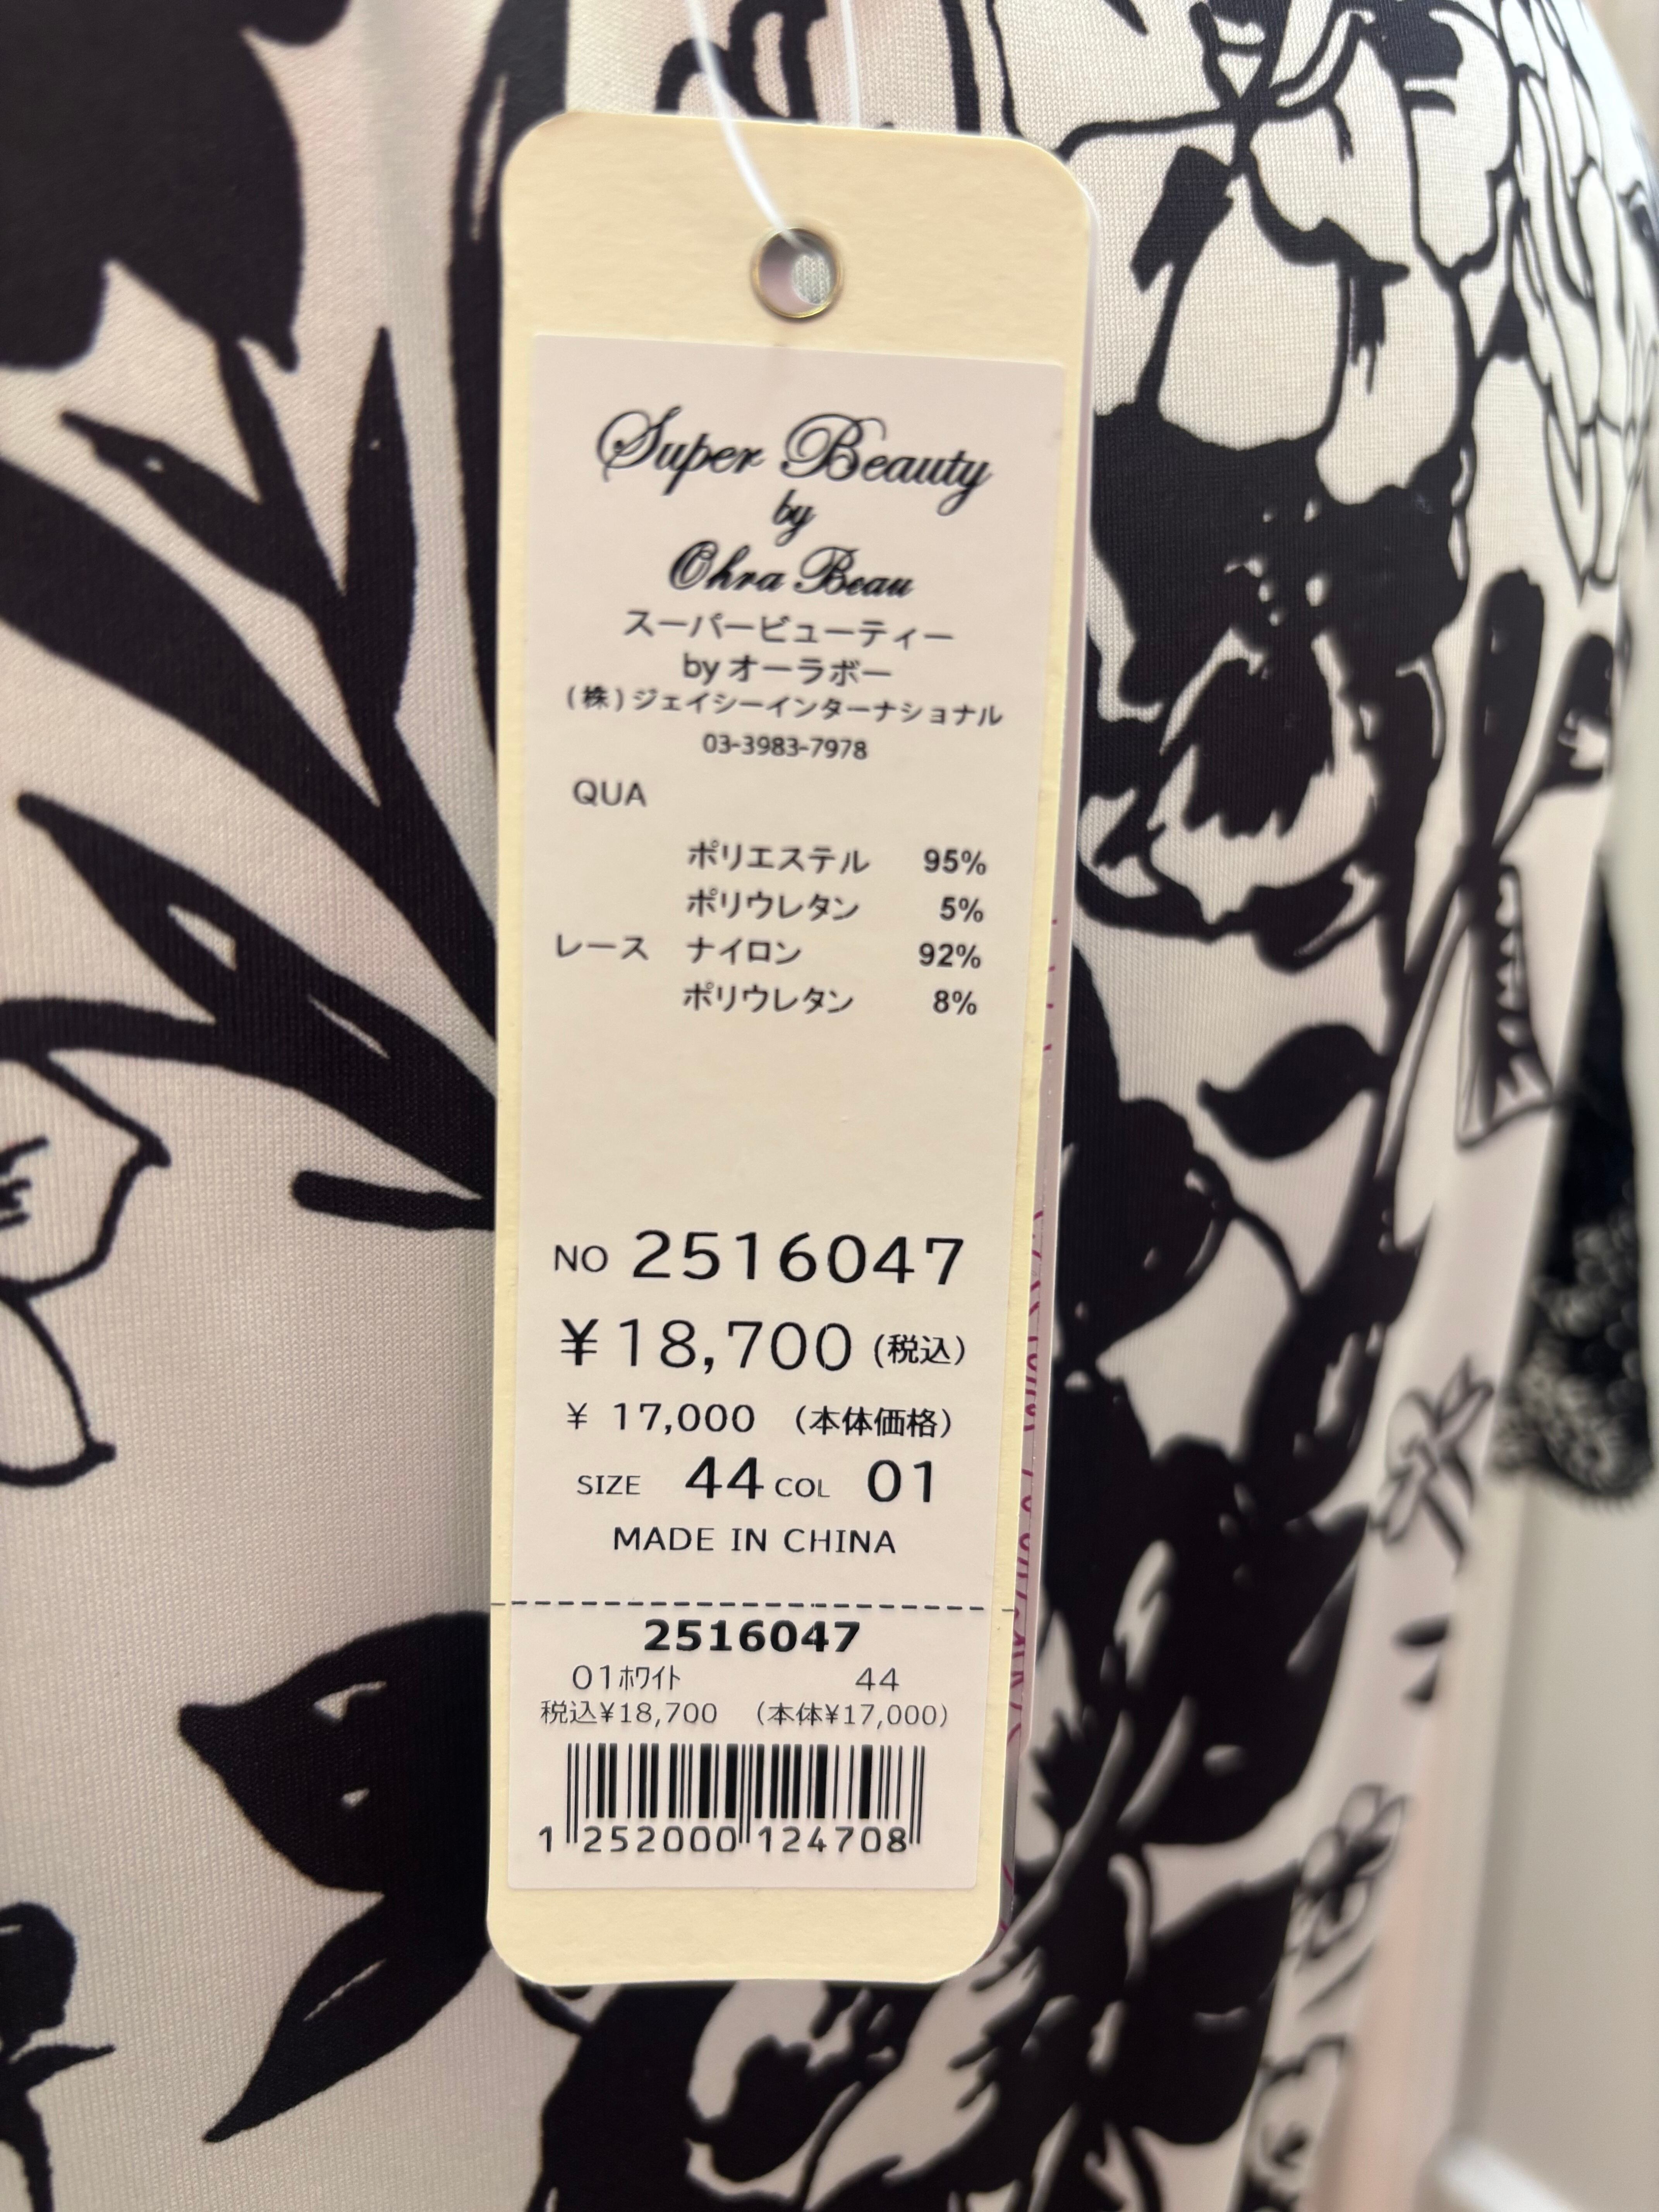 Super Beauty
by
Ohra Beau
スーパービューティー
by オーラボー
(株)ジェイシーインターナショナル
03-3983-7978
QUA
ポリエステル 95%
ポリウレタン 5%
レース ナイロン 92%
ポリウレタン 8%
NO 2516047
¥18,700 (税込)
¥ 17,000 (本体価格)
SIZE 44 COL 01
MADE IN CHINA
2516047
01ﾎﾜｲﾄ 44
税込¥18,700 (本体¥17,000)
1 252000 124708